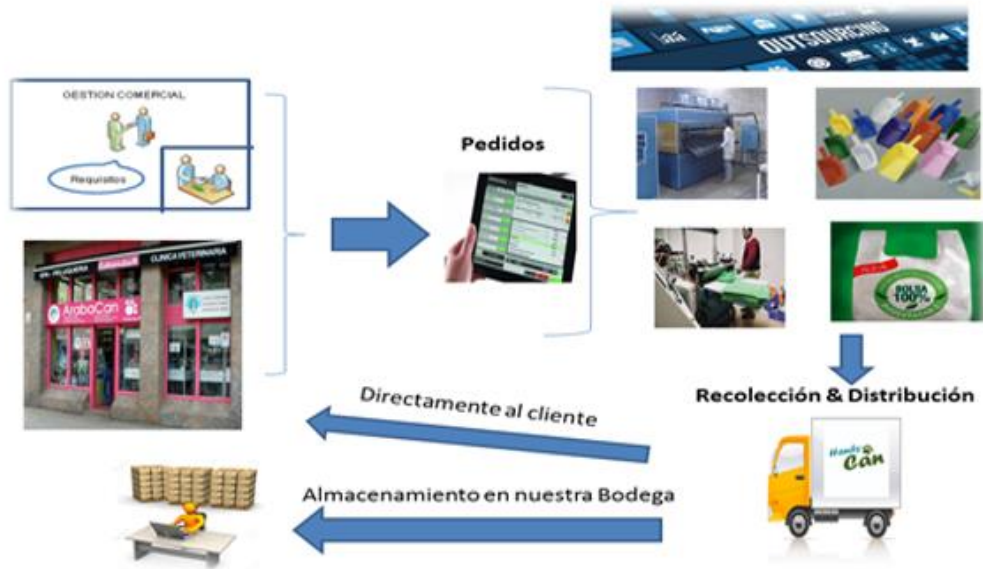 OUTSOURCING
GESTION COMERCIAL
Requisitos
Pedidos
CLINICA VETERINARIA
ArabaCan
BOLSA
100%
Recolección & Distribución
Directamente al cliente
Hands
Can
Almacenamiento en nuestra Bodega